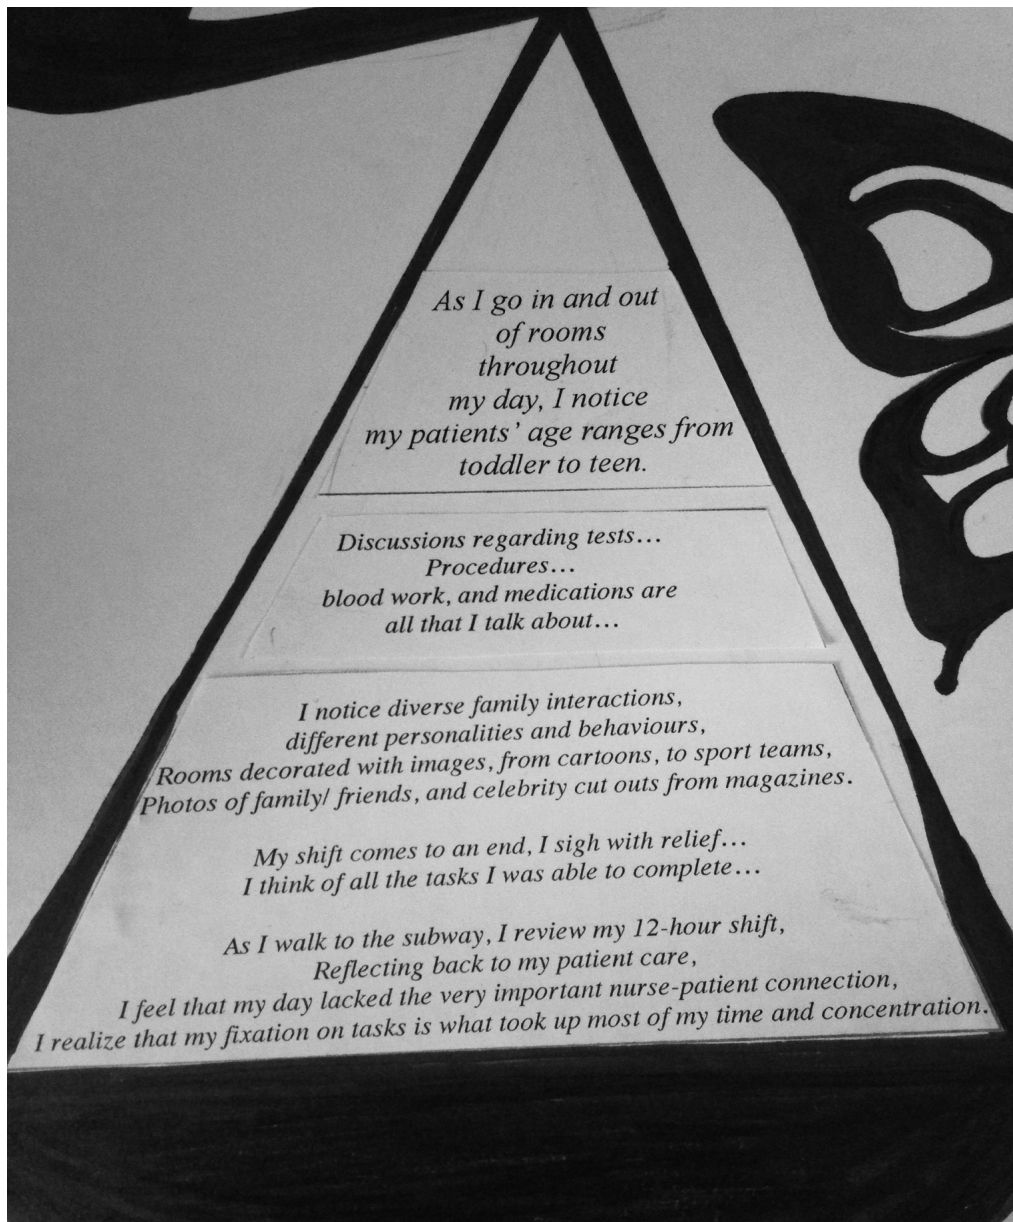 As I go in and out
of rooms
throughout
my day, I notice
my patients' age ranges from
toddler to teen.
Discussions regarding tests…
Procedures…
blood work, and medications are
all that I talk about…
I notice diverse family interactions,
different personalities and behaviours,
Rooms decorated with images, from cartoons, to sport teams,
Photos of family/ friends, and celebrity cut outs from magazines.
My shift comes to an end, I sigh with relief…
I think of all the tasks I was able to complete…
As I walk to the subway, I review my 12-hour shift,
Reflecting back to my patient care,
I feel that my day lacked the very important nurse-patient connection,
I realize that my fixation on tasks is what took up most of my time and concentration.